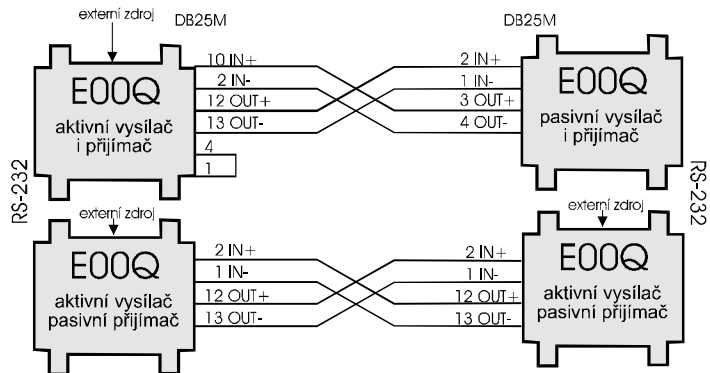 externí zdroj
DB25M
DB25M
10 IN+
2 IN-
12 OUT+
13 OUT-
4
1
2 IN+
1 IN-
3 OUT+
4 OUT-
E00Q
aktivní vysílač
i přijímač
E00Q
pasivní vysílač
i přijímač
RS-232
RS-232
externí zdroj
externí zdroj
E00Q
aktivní vysílač
pasivní přijímač
2 IN+
1 IN-
12 OUT+
13 OUT-
2 IN+
1 IN-
12 OUT+
13 OUT-
E00Q
aktivní vysílač
pasivní přijímač